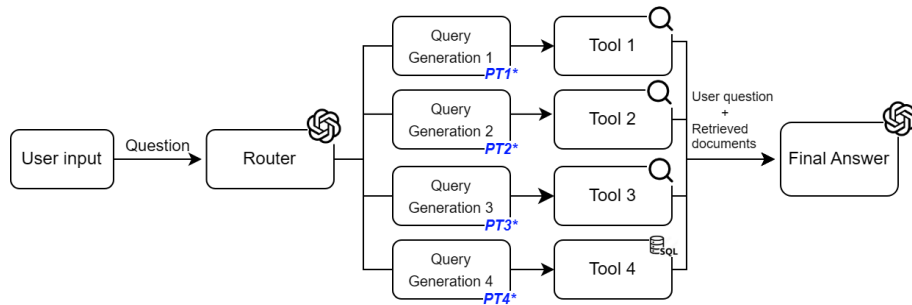 User input
Question
Router
Query
Generation 1
PT1*
Tool 1
Query
Generation 2
PT2*
Tool 2
Query
Generation 3
PT3*
Tool 3
Query
Generation 4
PT4*
Tool 4
SQL
User question
+
Retrieved
documents
Final Answer